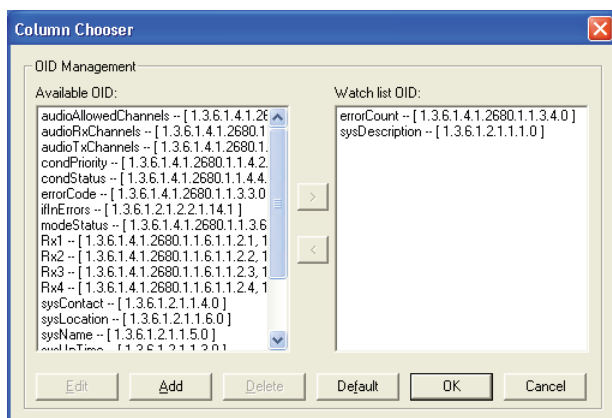 Column Chooser
OID Management
Available OID:
audioAllowedChannels -- [ 1.3.6.1.4.1.26
audioRxChannels -- [ 1.3.6.1.4.1.2680.1
audioTxChannels -- [ 1.3.6.1.4.1.2680.1.
condPriority -- [ 1.3.6.1.4.1.2680.1.1.4.2.
condStatus -- [ 1.3.6.1.4.1.2680.1.1.4.4.
errorCode -- [ 1.3.6.1.4.1.2680.1.1.3.3.0
ifInErrors -- [ 1.3.6.1.2.1.2.2.1.14.1 ]
modeStatus -- [ 1.3.6.1.4.1.2680.1.1.3.6
Rx1 -- [ 1.3.6.1.4.1.2680.1.1.6.1.1.2.1, 1
Rx2 -- [ 1.3.6.1.4.1.2680.1.1.6.1.1.2.2, 1
Rx3 -- [ 1.3.6.1.4.1.2680.1.1.6.1.1.2.3, 1
Rx4 -- [ 1.3.6.1.4.1.2680.1.1.6.1.1.2.4, 1
sysContact -- [ 1.3.6.1.2.1.1.4.0 ]
sysLocation -- [ 1.3.6.1.2.1.1.6.0 ]
sysName -- [ 1.3.6.1.2.1.1.5.0 ]
sysUpTime -- [ 1.3.6.1.2.1.1.3.0 ]
>
<
Watch list OID:
errorCount -- [ 1.3.6.1.4.1.2680.1.1.3.4.0 ]
sysDescription -- [ 1.3.6.1.2.1.1.1.0 ]
Edit
Add
Delete
Default
OK
Cancel